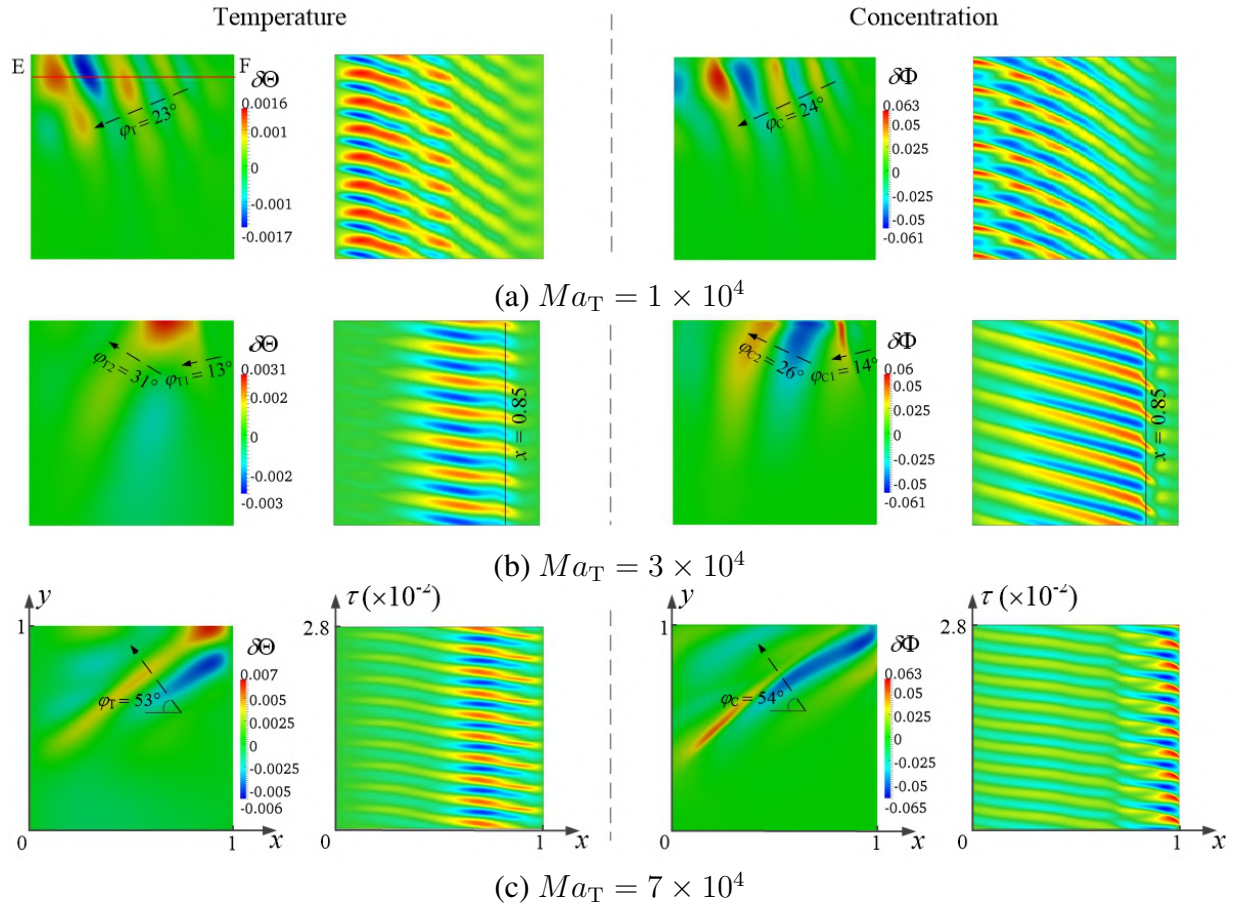 Temperature
Concentration
E
F
δΘ
0.0016
0.001
0
-0.001
-0.0017
φT = 23°
δΦ
0.063
0.05
0.025
0
-0.025
-0.05
-0.061
φC = 24°
(a) MaT = 1 × 10⁴
φT2 = 31°
φT1 = 13°
δΘ
0.0031
0.002
0
-0.002
-0.003
x = 0.85
φC2 = 26°
φC1 = 14°
δΦ
0.06
0.05
0.025
0
-0.025
-0.05
-0.061
x = 0.85
(b) MaT = 3 × 10⁴
y
1
φT = 53°
0
1
x
δΘ
0.007
0.005
0.0025
0
-0.0025
-0.005
-0.006
τ (×10⁻²)
2.8
0
1
x
y
1
φC = 54°
0
1
x
δΦ
0.063
0.05
0.025
0
-0.025
-0.05
-0.065
τ (×10⁻²)
2.8
0
1
x
(c) MaT = 7 × 10⁴